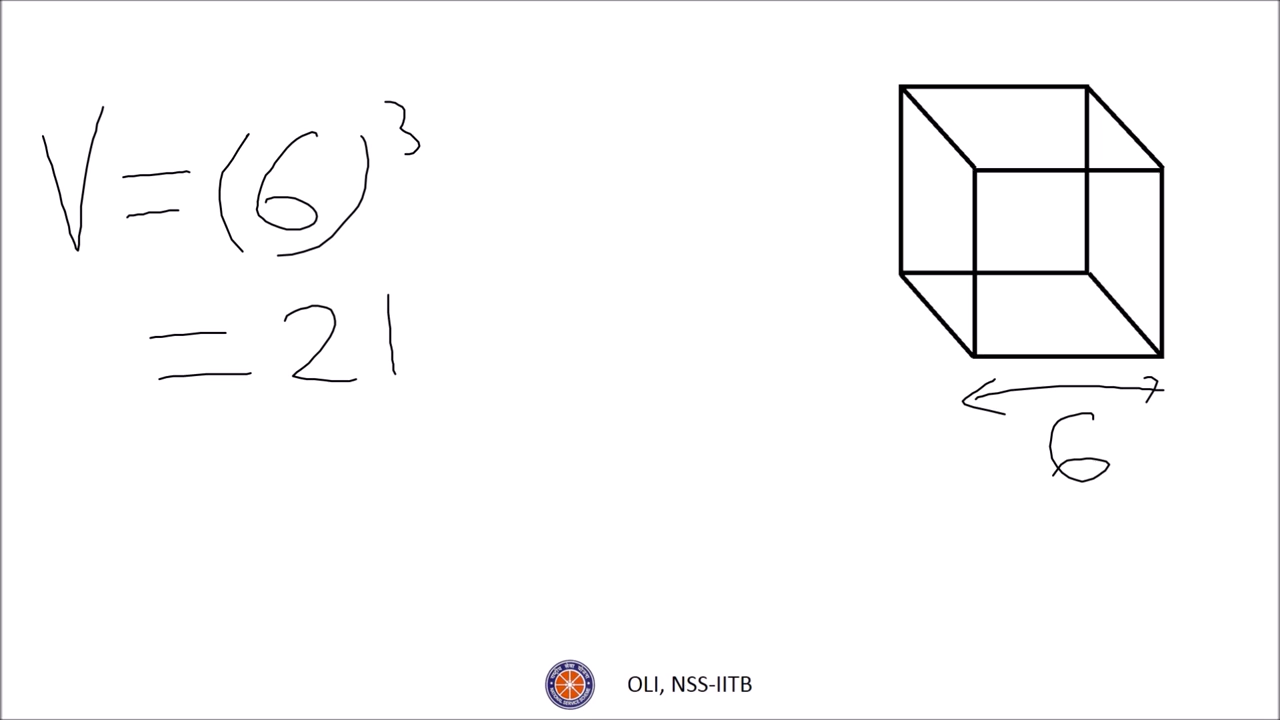 V = (6)³
= 21
6
OLI, NSS-IITB